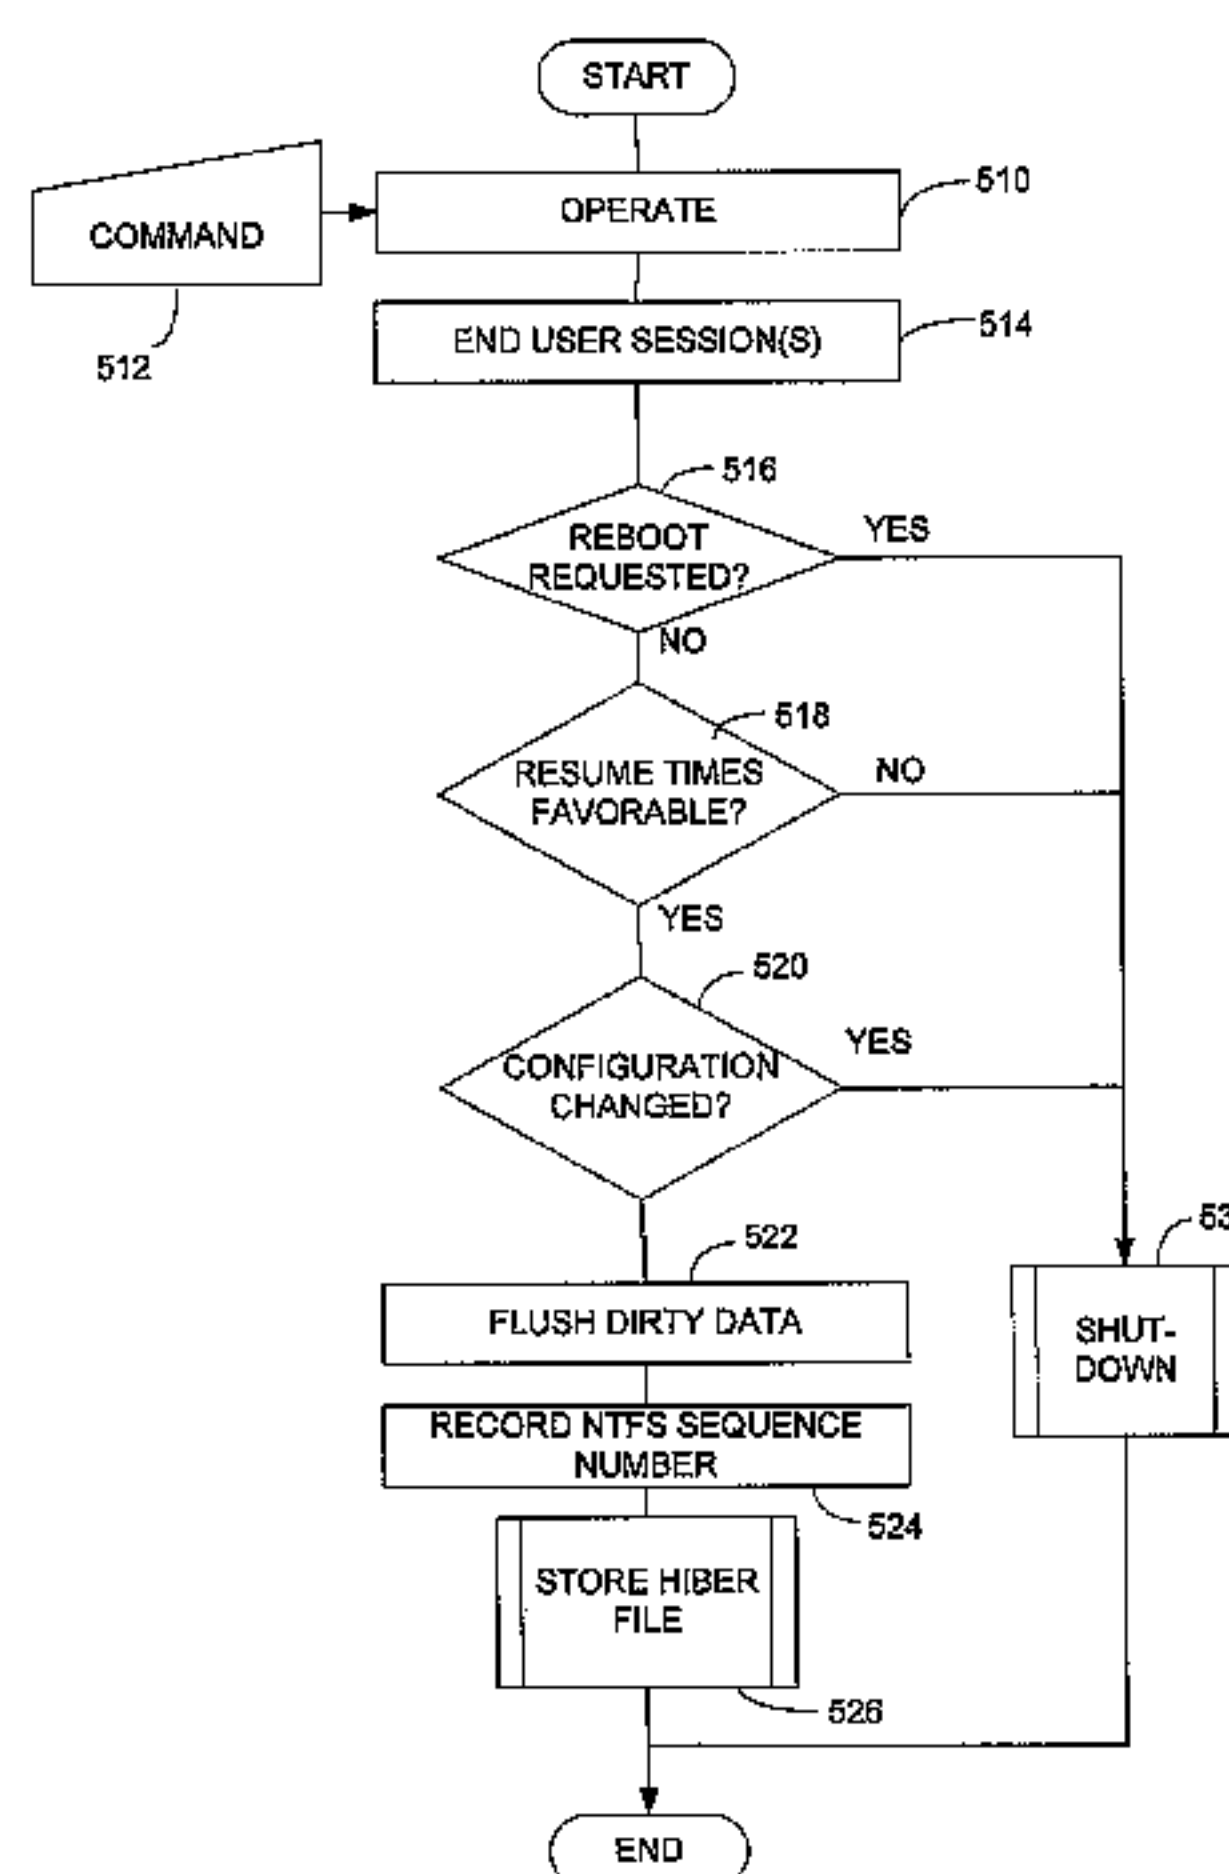 START
510
OPERATE
COMMAND
512
END USER SESSION(S)
514
516
REBOOT
REQUESTED?
YES
NO
518
RESUME TIMES
FAVORABLE?
NO
YES
520
CONFIGURATION
CHANGED?
YES
522
FLUSH DIRTY DATA
53
SHUT-
DOWN
RECORD NTFS SEQUENCE
NUMBER
524
STORE HIBER
FILE
526
END